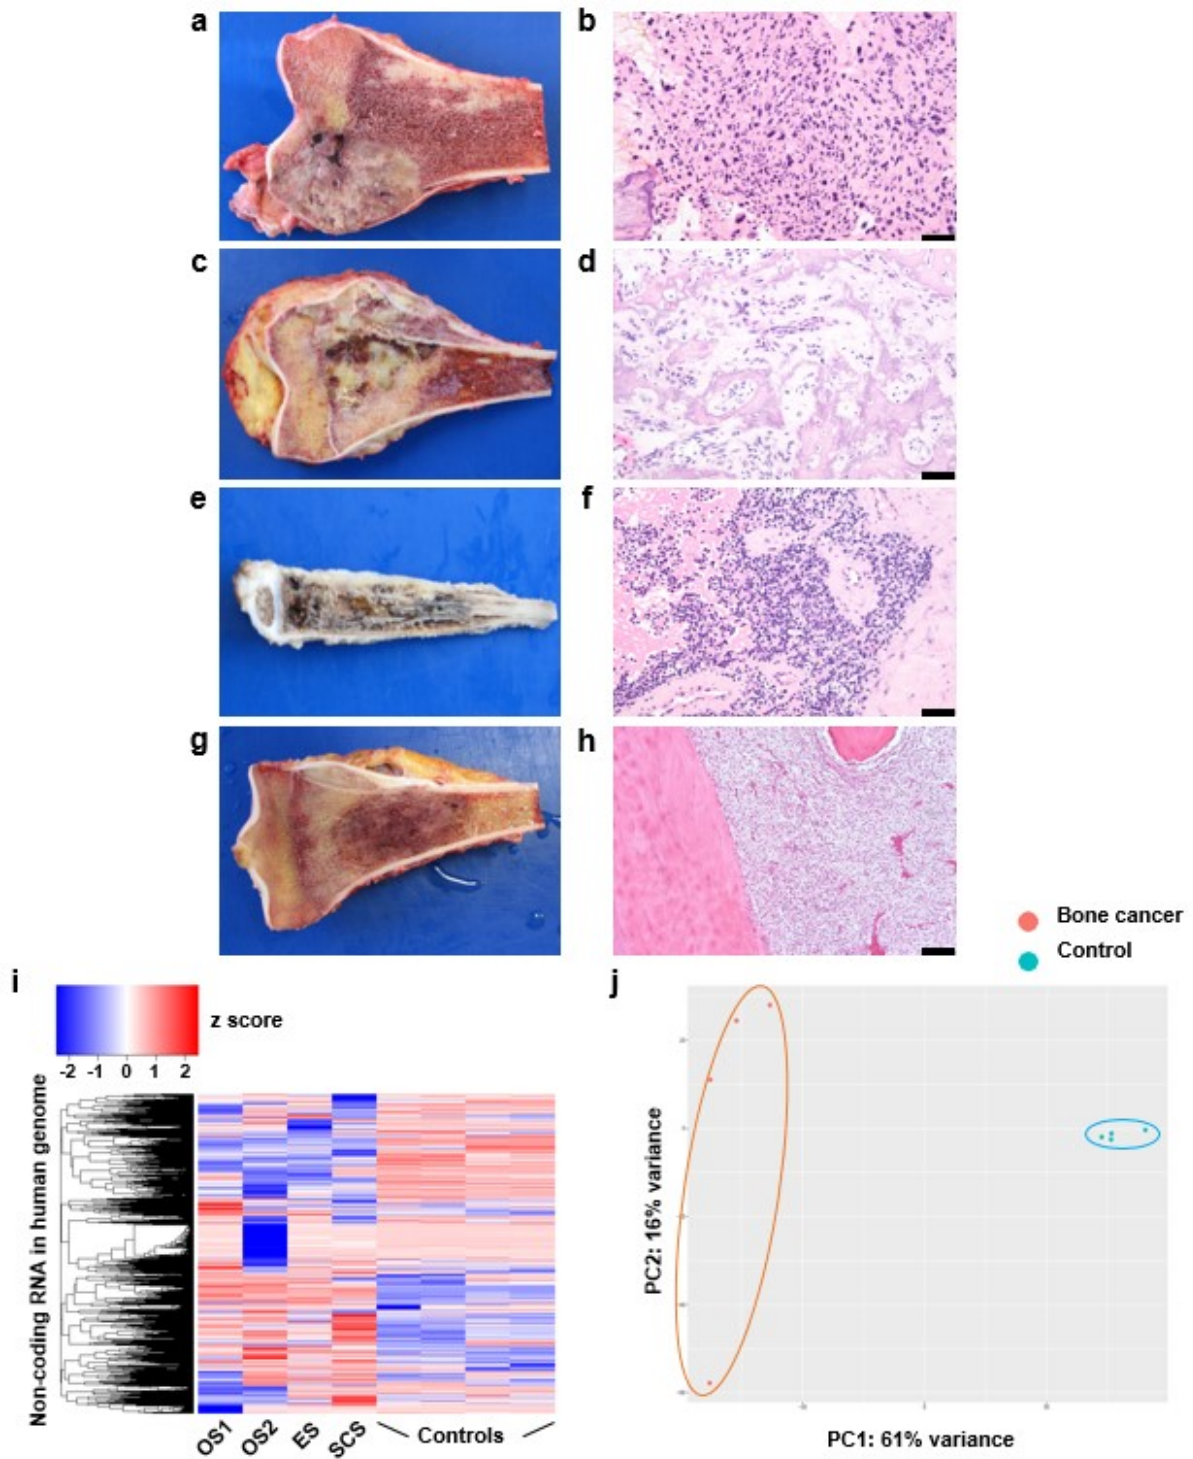 a
b
c
d
e
f
g
h
Bone cancer
Control
i
j
z score
-2 -1 0 1 2
Non-coding RNA in human genome
OS1
OS2
ES
SCS
Controls
PC2: 16% variance
PC1: 61% variance